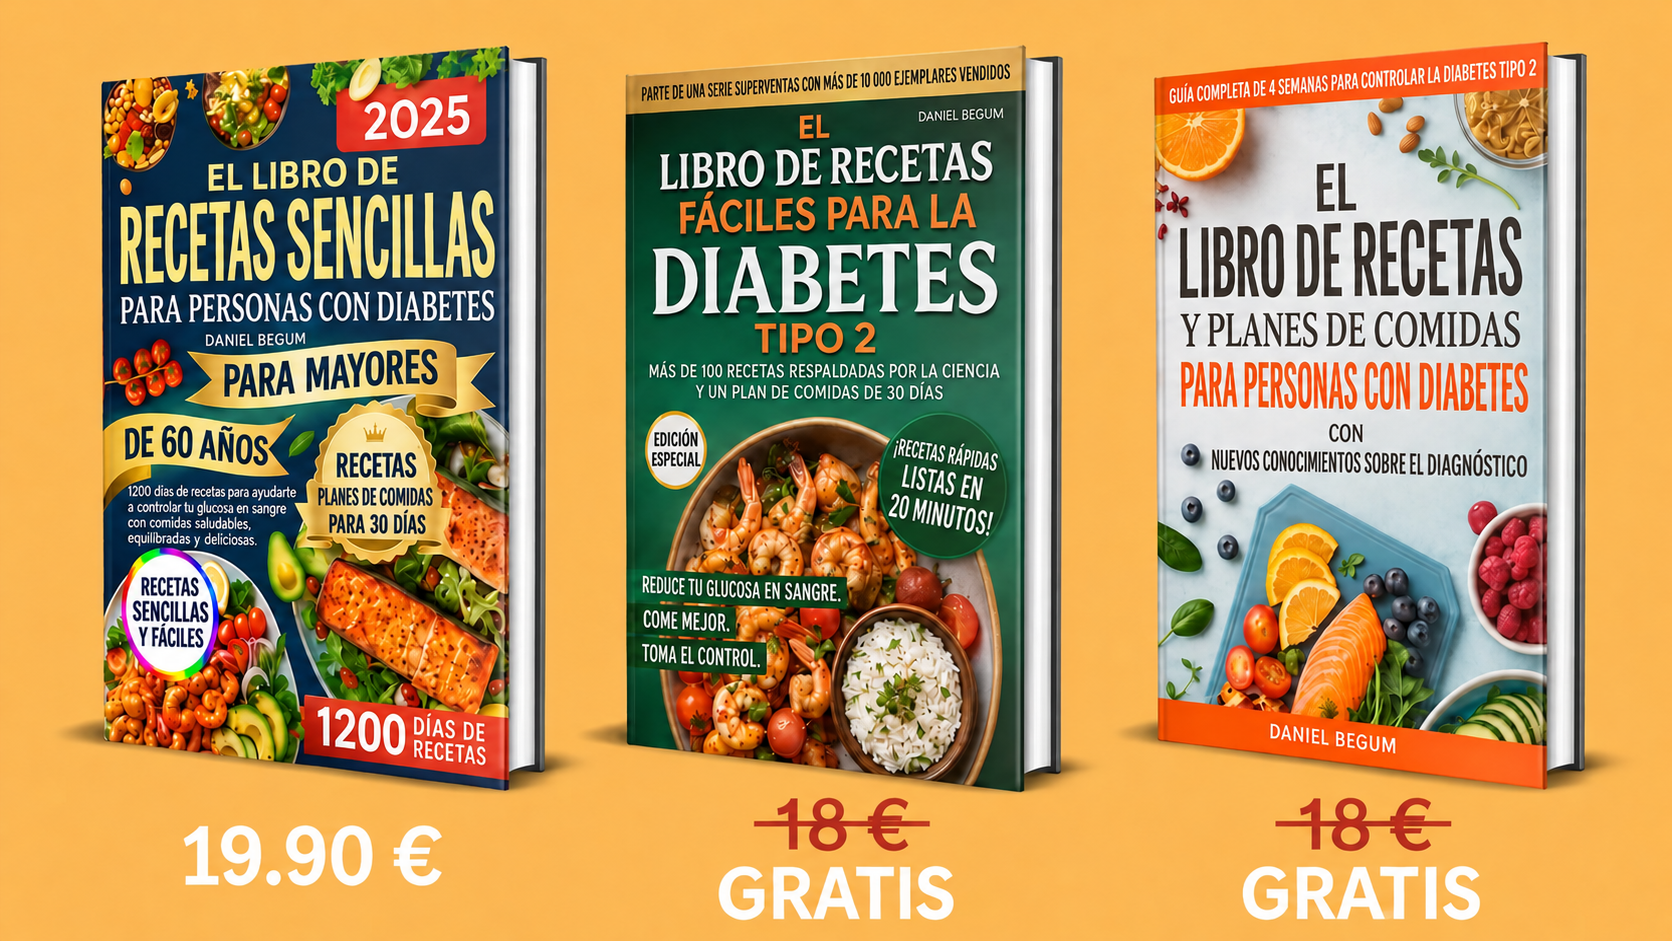 2025
EL LIBRO DE
RECETAS SENCILLAS
PARA PERSONAS CON DIABETES
DANIEL BEGUM
PARA MAYORES
DE 60 AÑOS
1200 días de recetas para ayudarte
a controlar tu glucosa en sangre
con comidas saludables,
equilibradas y deliciosas.
RECETAS
PLANES DE COMIDAS
PARA 30 DÍAS
RECETAS
SENCILLAS
Y FÁCILES
1200 DÍAS DE
RECETAS
19.90 €
PARTE DE UNA SERIE SUPERVENTAS CON MÁS DE 10 000 EJEMPLARES VENDIDOS
DANIEL BEGUM
EL
LIBRO DE RECETAS
FÁCILES PARA LA
DIABETES
TIPO 2
MÁS DE 100 RECETAS RESPALDADAS POR LA CIENCIA
Y UN PLAN DE COMIDAS DE 30 DÍAS
EDICIÓN
ESPECIAL
¡RECETAS RÁPIDAS
LISTAS EN
20 MINUTOS!
REDUCE TU GLUCOSA EN SANGRE.
COME MEJOR.
TOMA EL CONTROL.
18 €
GRATIS
GUÍA COMPLETA DE 4 SEMANAS PARA CONTROLAR LA DIABETES TIPO 2
EL
LIBRO DE RECETAS
Y PLANES DE COMIDAS
PARA PERSONAS CON DIABETES
CON
NUEVOS CONOCIMIENTOS SOBRE EL DIAGNÓSTICO
DANIEL BEGUM
18 €
GRATIS